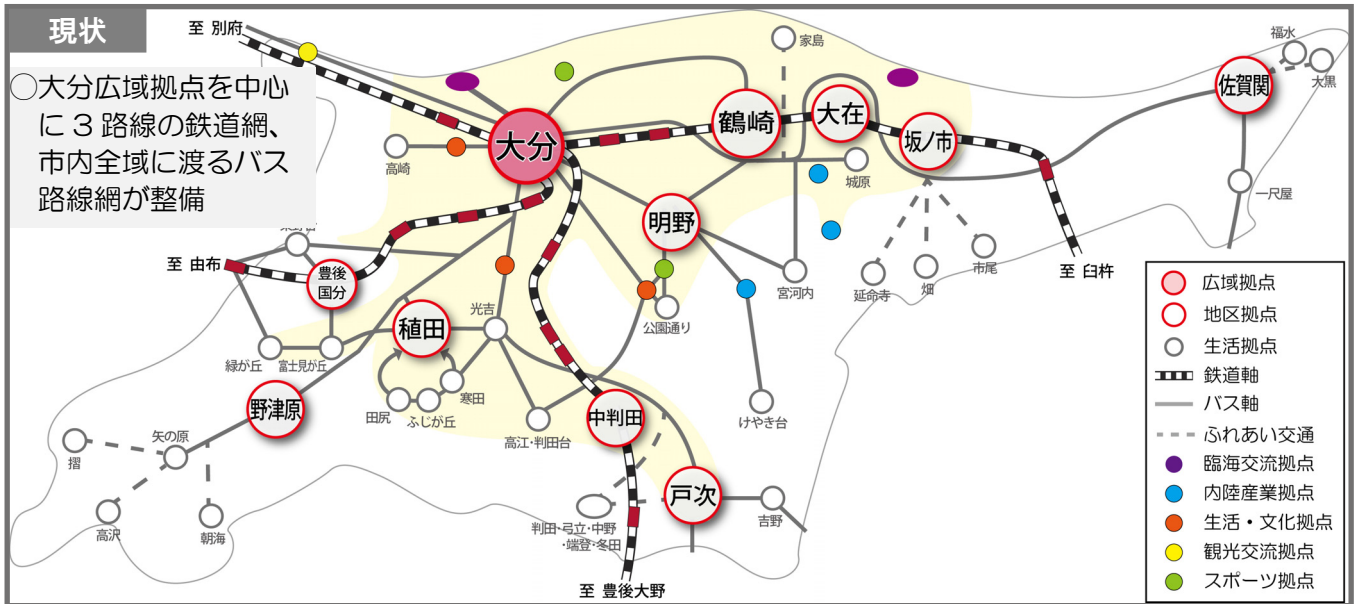 現状
○大分広域拠点を中心
に3路線の鉄道網、
市内全域に渡るバス
路線網が整備
至 別府
家島
福水
大黒
佐賀関
鶴崎
大在
坂ノ市
大分
高崎
城原
一尺屋
明野
至 由布
豊後
国分
宮河内
延命寺
畑
市尾
至 臼杵
稙田
光吉
公園通り
緑が丘
富士見が丘
寒田
田尻
ふじが丘
野津原
高江・判田台
中判田
けやき台
矢の原
摺
高沢
朝海
戸次
吉野
判田・弓立・中野
・端登・冬田
至 豊後大野
広域拠点
地区拠点
生活拠点
鉄道軸
バス軸
ふれあい交通
臨海交流拠点
内陸産業拠点
生活・文化拠点
観光交流拠点
スポーツ拠点